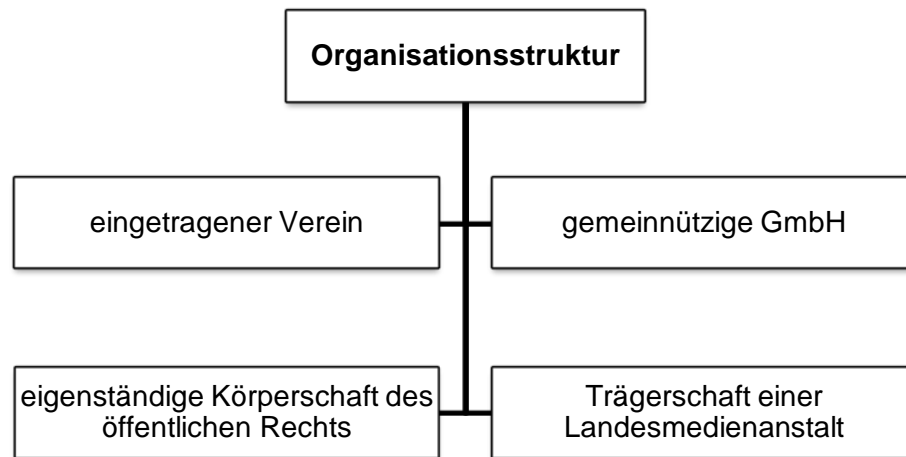 Organisationsstruktur
eingetragener Verein
gemeinnützige GmbH
eigenständige Körperschaft des
öffentlichen Rechts
Trägerschaft einer
Landesmedienanstalt